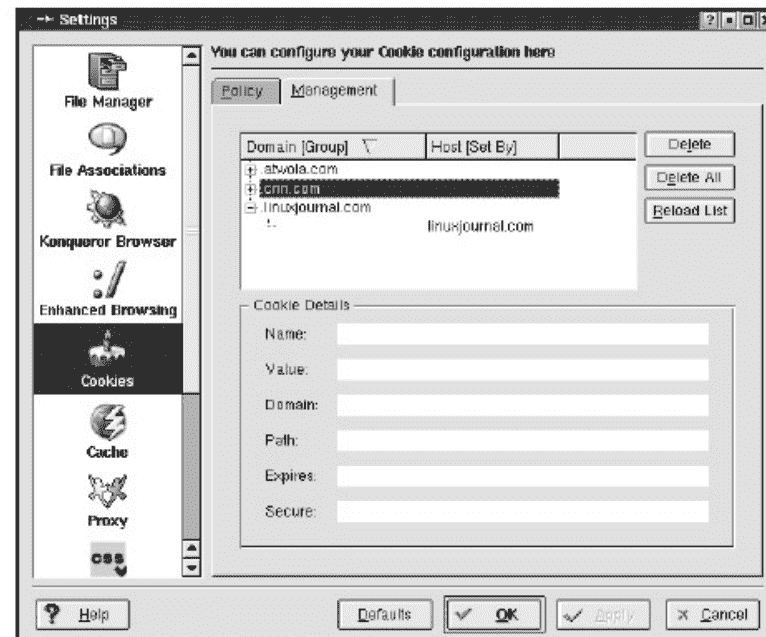 Settings
You can configure your Cookie configuration here
File Manager
File Associations
Konqueror Browser
Enhanced Browsing
Cookies
Cache
Proxy
css
Policy
Management
Domain [Group]
Host [Set By]
.atwola.com
.cnn.com
.linuxjournal.com
linuxjournal.com
Delete
Delete All
Reload List
Cookie Details
Name:
Value:
Domain:
Path:
Expires:
Secure:
? Help
Defaults
OK
Apply
Cancel